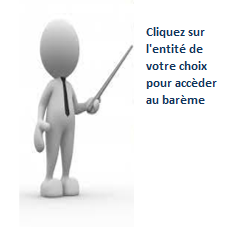 Cliquez sur
l'entité de
votre choix
pour accèder
au barème